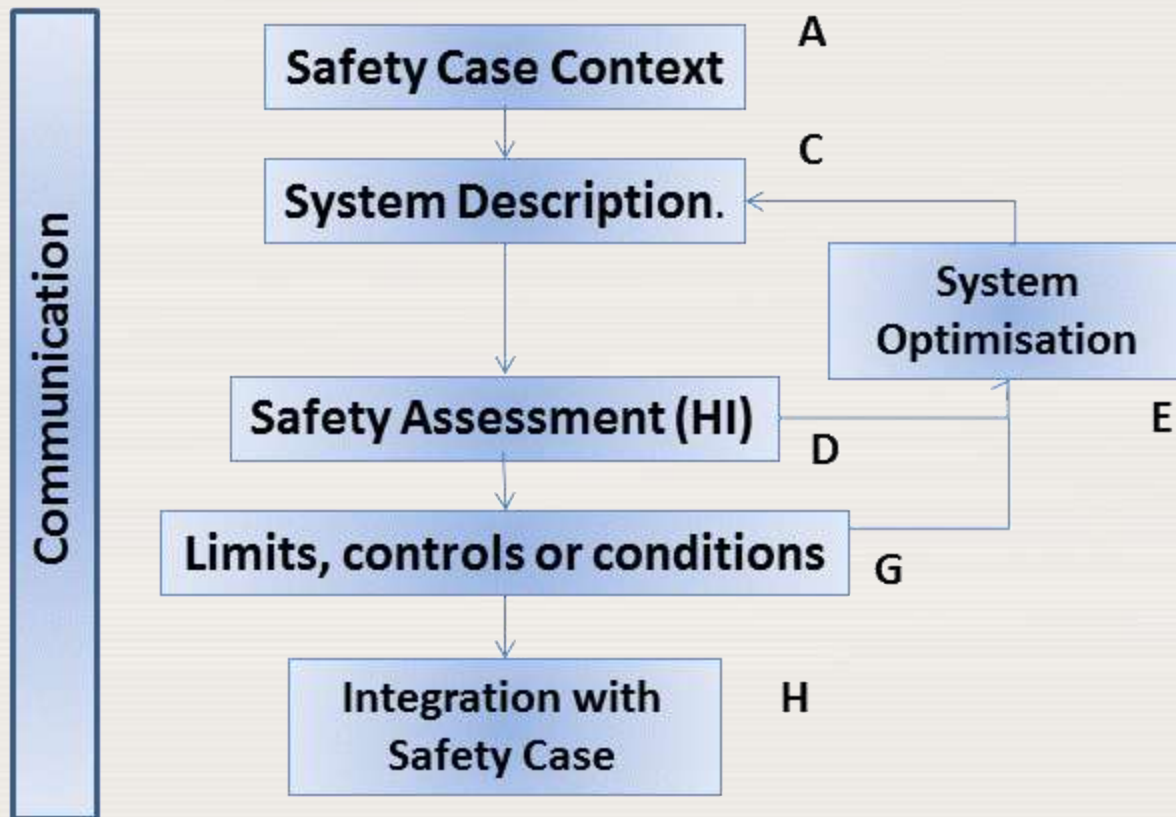 Communication
Safety Case Context
A
System Description.
C
System
Optimisation
E
Safety Assessment (HI)
D
Limits, controls or conditions
G
Integration with
Safety Case
H